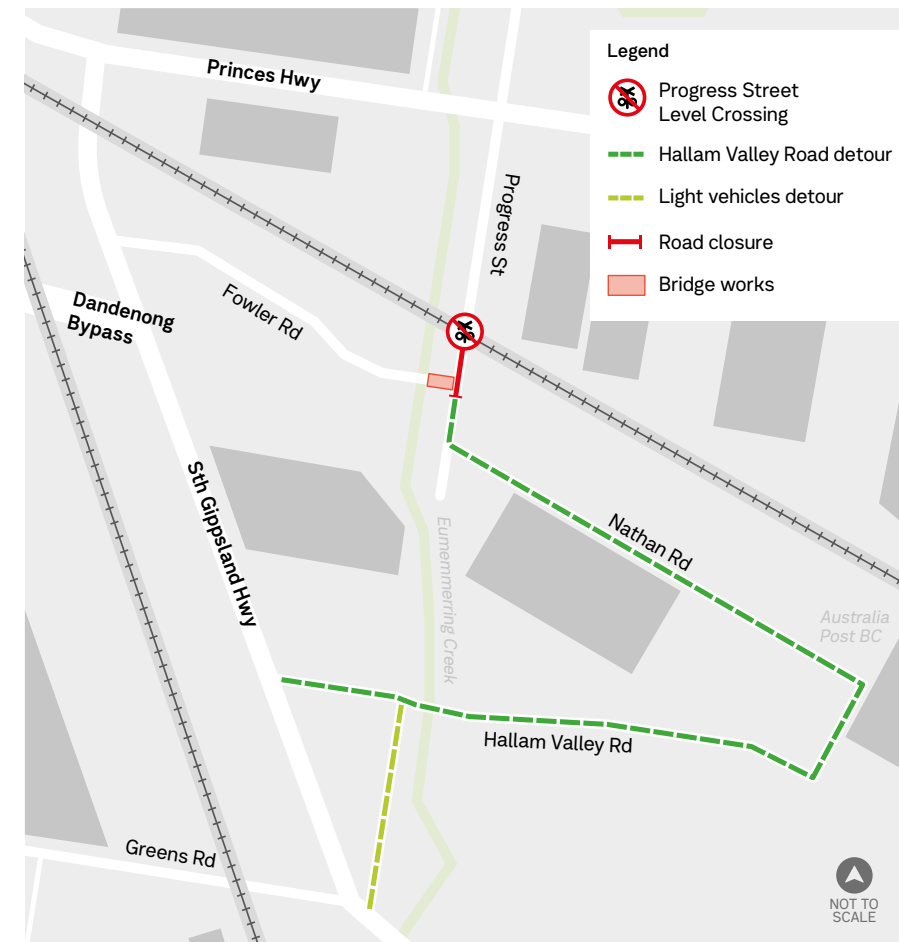 Princes Hwy
Legend
Progress Street
Level Crossing
Hallam Valley Road detour
Light vehicles detour
Road closure
Bridge works
Progress St
Fowler Rd
Dandenong
Bypass
Sth Gippsland Hwy
Eumemmerring Creek
Nathan Rd
Australia
Post BC
Hallam Valley Rd
Greens Rd
NOT TO
SCALE